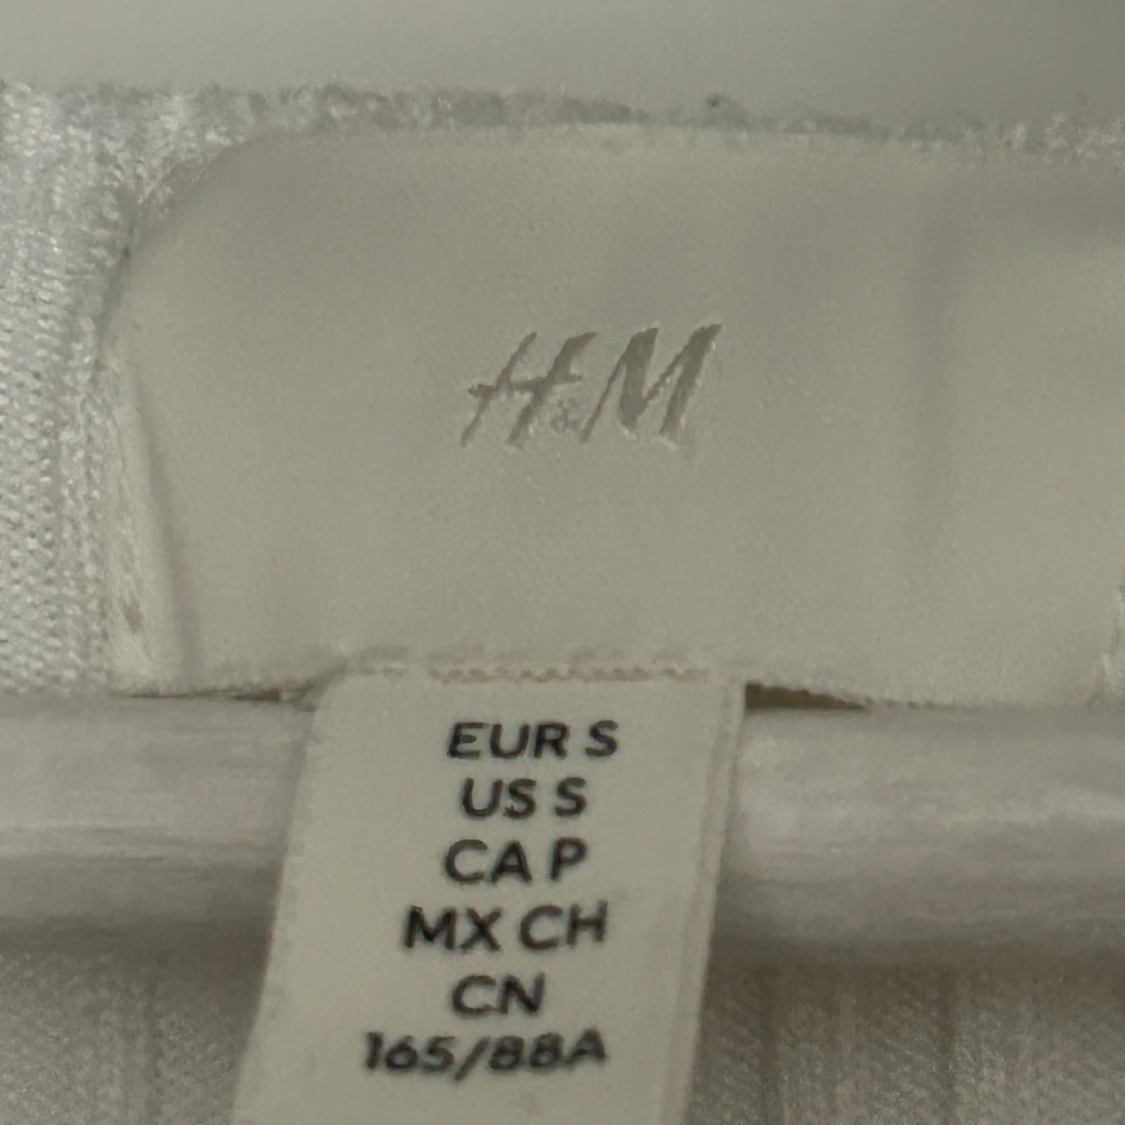 H&M
EUR S
US S
CA P
MX CH
CN
165/88A